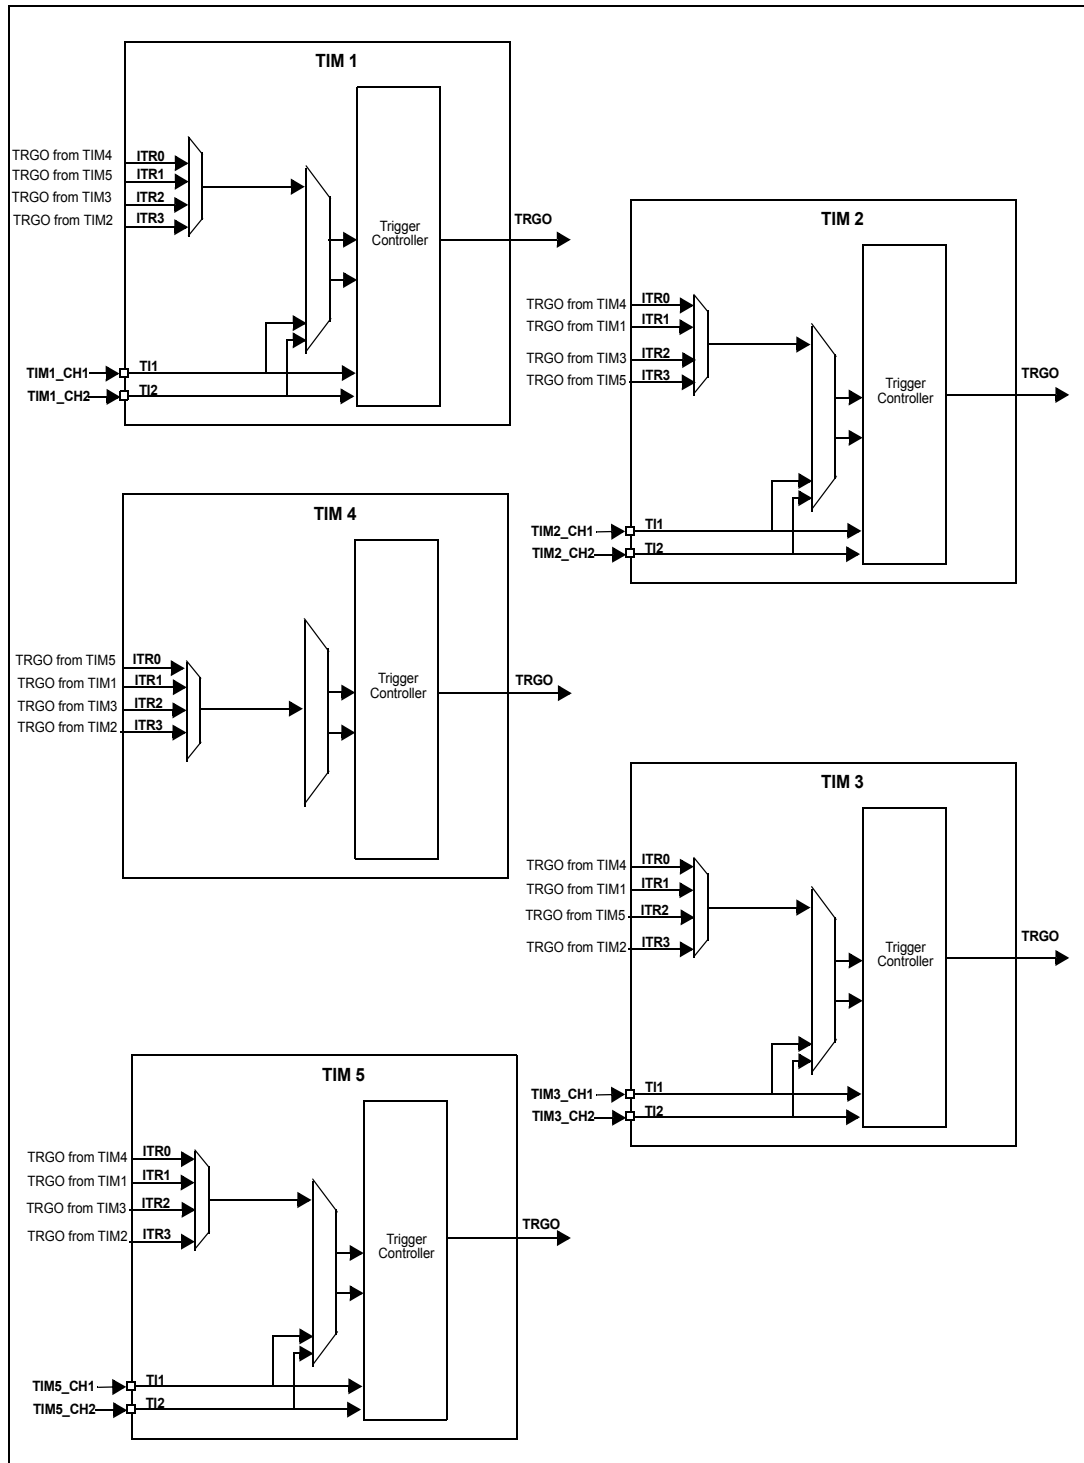 TIM 1
TRGO from TIM4 ITR0
TRGO from TIM5 ITR1
TRGO from TIM3 ITR2
TRGO from TIM2 ITR3
Trigger
Controller
TRGO
TIM1_CH1 TI1
TIM1_CH2 TI2
TIM 2
TRGO from TIM4 ITR0
TRGO from TIM1 ITR1
TRGO from TIM3 ITR2
TRGO from TIM5 ITR3
Trigger
Controller
TRGO
TIM2_CH1 TI1
TIM2_CH2 TI2
TIM 4
TRGO from TIM5 ITR0
TRGO from TIM1 ITR1
TRGO from TIM3 ITR2
TRGO from TIM2 ITR3
Trigger
Controller
TRGO
TIM 3
TRGO from TIM4 ITR0
TRGO from TIM1 ITR1
TRGO from TIM5 ITR2
TRGO from TIM2 ITR3
Trigger
Controller
TRGO
TIM3_CH1 TI1
TIM3_CH2 TI2
TIM 5
TRGO from TIM4 ITR0
TRGO from TIM1 ITR1
TRGO from TIM3 ITR2
TRGO from TIM2 ITR3
Trigger
Controller
TRGO
TIM5_CH1 TI1
TIM5_CH2 TI2